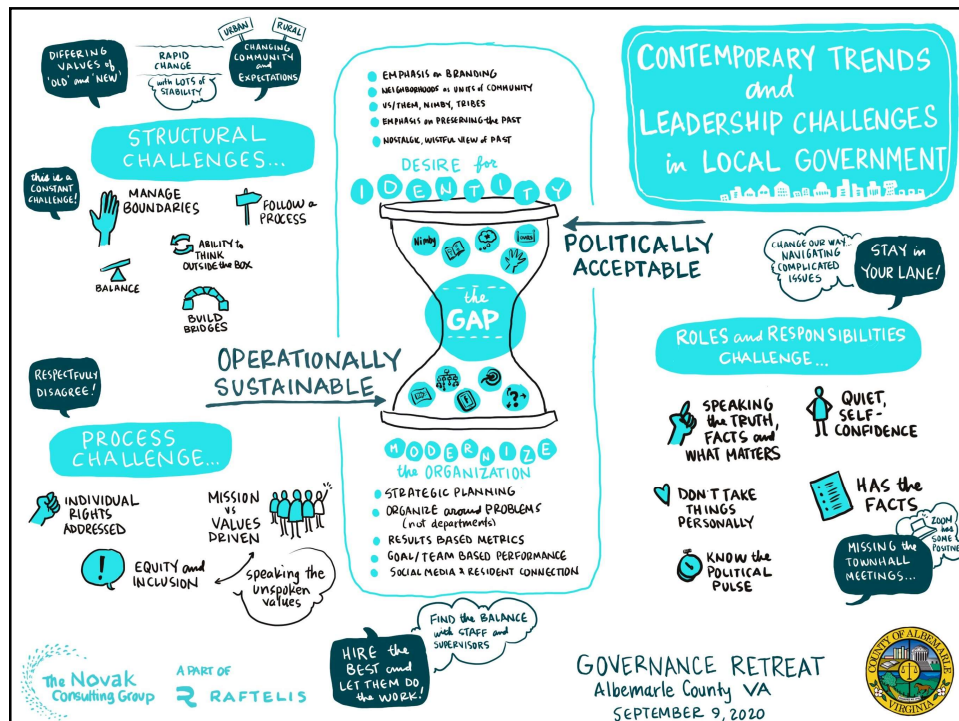 DIFFERING
VALUES of
'OLD' and 'NEW'
RAPID
CHANGE
with LOTS of
STABILITY
URBAN
RURAL
CHANGING
COMMUNITY
and
EXPECTATIONS
STRUCTURAL
CHALLENGES...
this is a
CONSTANT
CHALLENGE!
MANAGE
BOUNDARIES
FOLLOW a
PROCESS
BALANCE
ABILITY to
THINK
OUTSIDE the BOX
BUILD
BRIDGES
RESPECTFULLY
DISAGREE!
OPERATIONALLY
SUSTAINABLE
PROCESS
CHALLENGE...
INDIVIDUAL
RIGHTS
ADDRESSED
MISSION
vs
VALUES
DRIVEN
EQUITY and
INCLUSION
speaking the
unspoken
values
EMPHASIS on BRANDING
NEIGHBORHOODS as UNITS of COMMUNITY
US/THEM, NIMBY, TRIBES
EMPHASIS on PRESERVING the PAST
NOSTALGIC, WISTFUL VIEW of PAST
DESIRE for
IDENTITY
Nimby
the
GAP
MODERNIZE
the ORGANIZATION
STRATEGIC PLANNING
ORGANIZE around PROBLEMS
(not departments)
RESULTS BASED METRICS
GOAL/TEAM BASED PERFORMANCE
SOCIAL MEDIA & RESIDENT CONNECTION
HIRE the
BEST and
LET THEM DO
the WORK!
FIND the BALANCE
with STAFF and
SUPERVISORS
CONTEMPORARY TRENDS
and
LEADERSHIP CHALLENGES
in LOCAL GOVERNMENT
POLITICALLY
ACCEPTABLE
CHANGE OUR WAY...
NAVIGATING
COMPLICATED
ISSUES
STAY in
YOUR LANE!
ROLES and RESPONSIBILITIES
CHALLENGE...
SPEAKING
the TRUTH,
FACTS and
WHAT MATTERS
QUIET,
SELF-
CONFIDENCE
DON'T TAKE
THINGS
PERSONALLY
HAS the
FACTS
KNOW the
POLITICAL
PULSE
ZOOM
has
SOME
POSITIVE
MISSING the
TOWNHALL
MEETINGS...
The Novak
Consulting Group
A PART OF
RAFTELIS
GOVERNANCE RETREAT
Albemarle County VA
SEPTEMBER 9, 2020
COUNTY OF ALBEMARLE
VIRGINIA